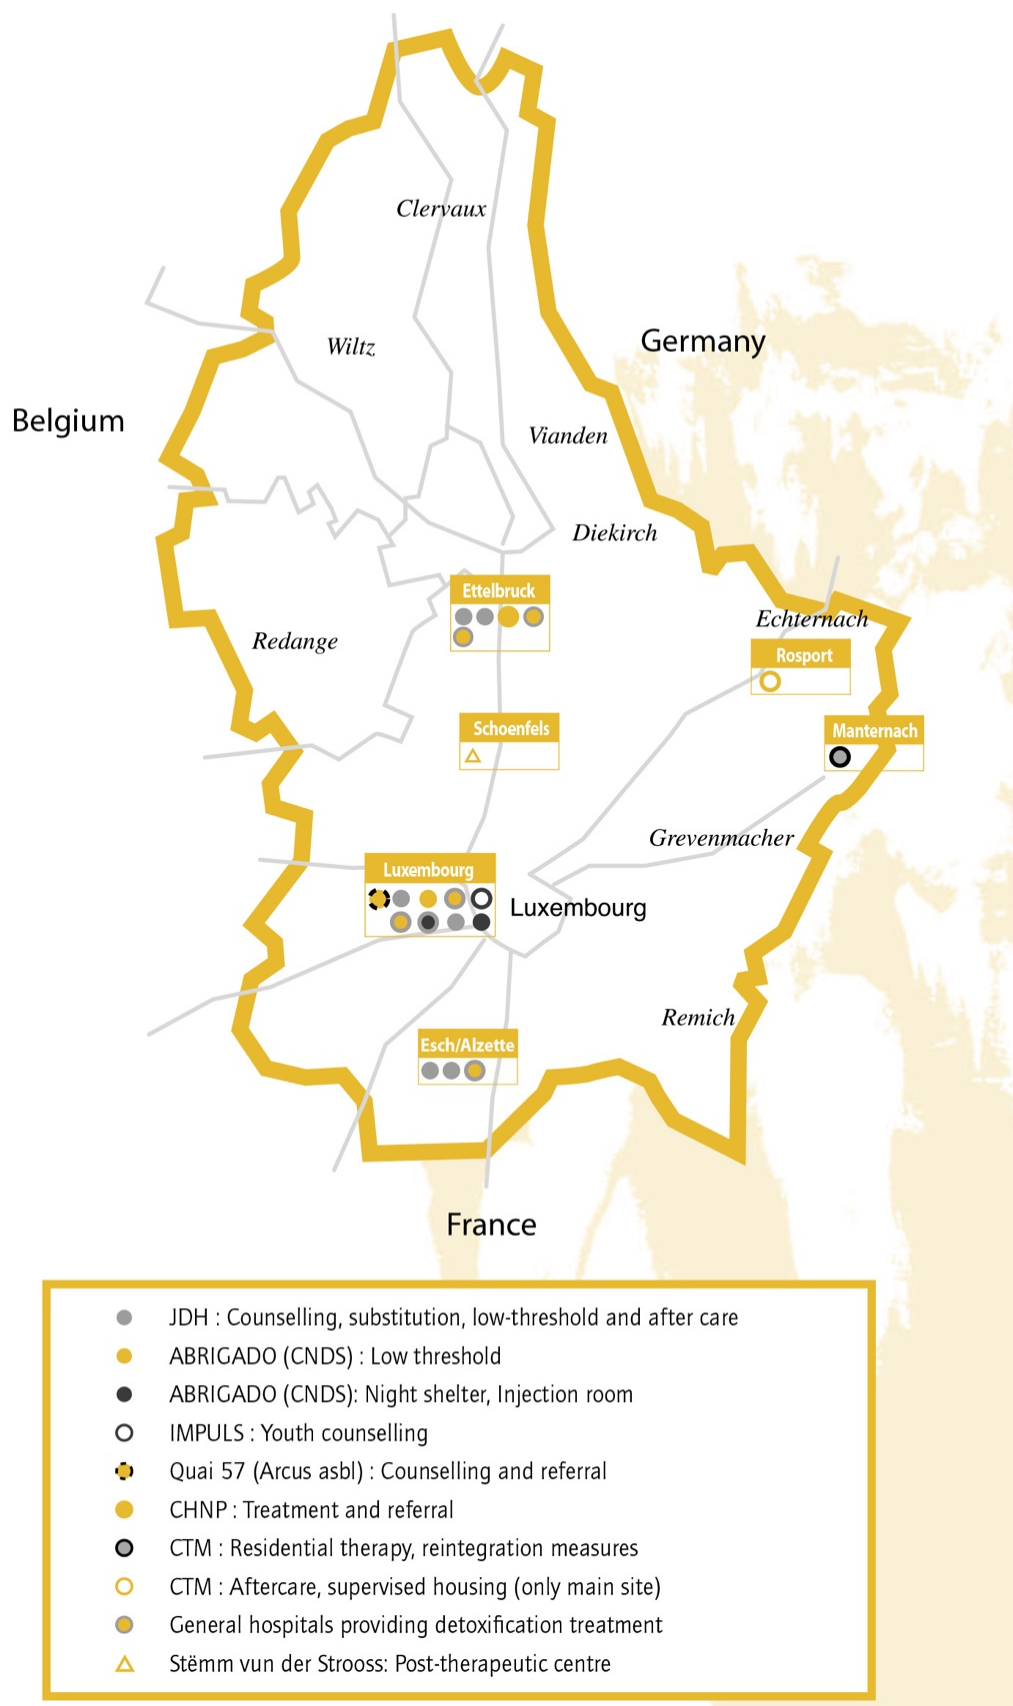 Clervaux
Wiltz
Germany
Belgium
Vianden
Diekirch
Ettelbruck
Echternach
Redange
Rosport
Schoenfels
Manternach
Grevenmacher
Luxembourg
Luxembourg
Remich
Esch/Alzette
France
JDH : Counselling, substitution, low-threshold and after care
ABRIGADO (CNDS) : Low threshold
ABRIGADO (CNDS): Night shelter, Injection room
IMPULS : Youth counselling
Quai 57 (Arcus asbl) : Counselling and referral
CHNP : Treatment and referral
CTM : Residential therapy, reintegration measures
CTM : Aftercare, supervised housing (only main site)
General hospitals providing detoxification treatment
Stëmm vun der Strooss: Post-therapeutic centre